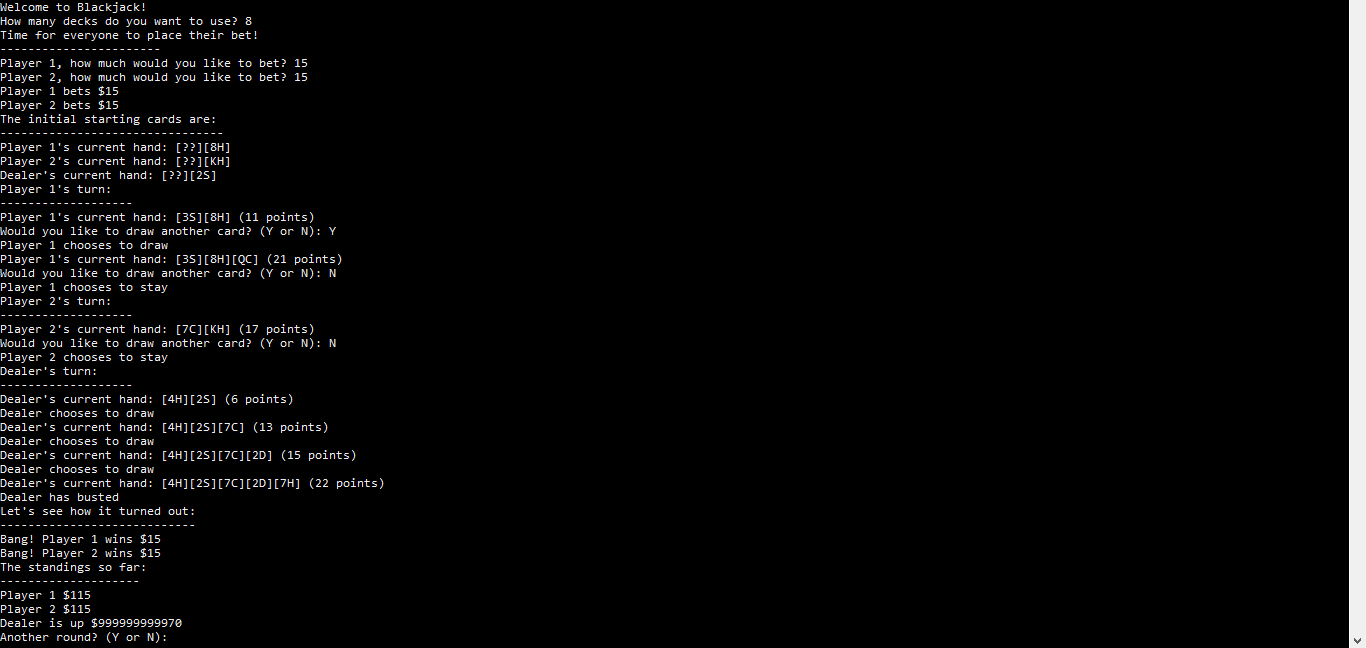 Welcome to Blackjack!
How many decks do you want to use? 8
Time for everyone to place their bet!
-----------------------
Player 1, how much would you like to bet? 15
Player 2, how much would you like to bet? 15
Player 1 bets $15
Player 2 bets $15
The initial starting cards are:
--------------------------------
Player 1's current hand: [??][8H]
Player 2's current hand: [??][KH]
Dealer's current hand: [??][2S]
Player 1's turn:
-------------------
Player 1's current hand: [3S][8H] (11 points)
Would you like to draw another card? (Y or N): Y
Player 1 chooses to draw
Player 1's current hand: [3S][8H][QC] (21 points)
Would you like to draw another card? (Y or N): N
Player 1 chooses to stay
Player 2's turn:
-------------------
Player 2's current hand: [7C][KH] (17 points)
Would you like to draw another card? (Y or N): N
Player 2 chooses to stay
Dealer's turn:
-------------------
Dealer's current hand: [4H][2S] (6 points)
Dealer chooses to draw
Dealer's current hand: [4H][2S][7C] (13 points)
Dealer chooses to draw
Dealer's current hand: [4H][2S][7C][2D] (15 points)
Dealer chooses to draw
Dealer's current hand: [4H][2S][7C][2D][7H] (22 points)
Dealer has busted
Let's see how it turned out:
----------------------------
Bang! Player 1 wins $15
Bang! Player 2 wins $15
The standings so far:
--------------------
Player 1 $115
Player 2 $115
Dealer is up $999999999970
Another round? (Y or N):